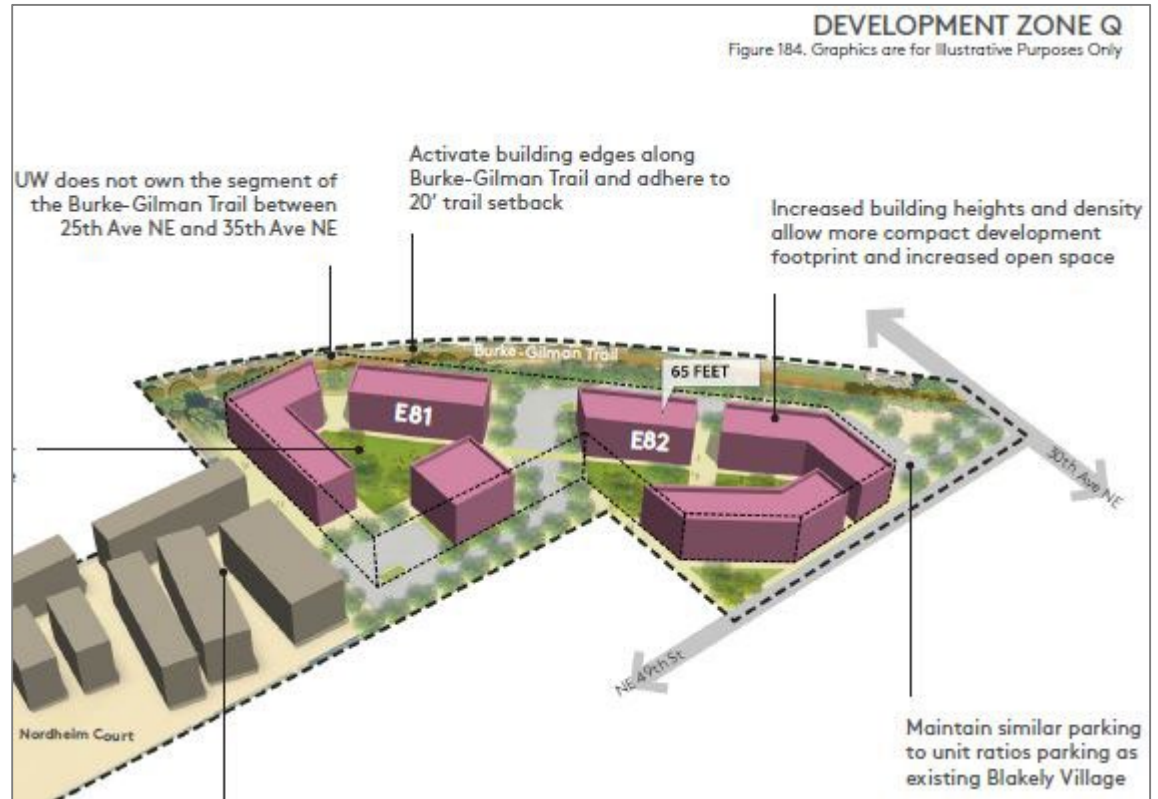 DEVELOPMENT ZONE Q
Figure 184. Graphics are for Illustrative Purposes Only
UW does not own the segment of
the Burke-Gilman Trail between
25th Ave NE and 35th Ave NE
Activate building edges along
Burke-Gilman Trail and adhere to
20' trail setback
Increased building heights and density
allow more compact development
footprint and increased open space
Burke-Gilman Trail
65 FEET
E81
E82
30th Ave NE
NE 49th St
Nordheim Court
Maintain similar parking
to unit ratios parking as
existing Blakely Village